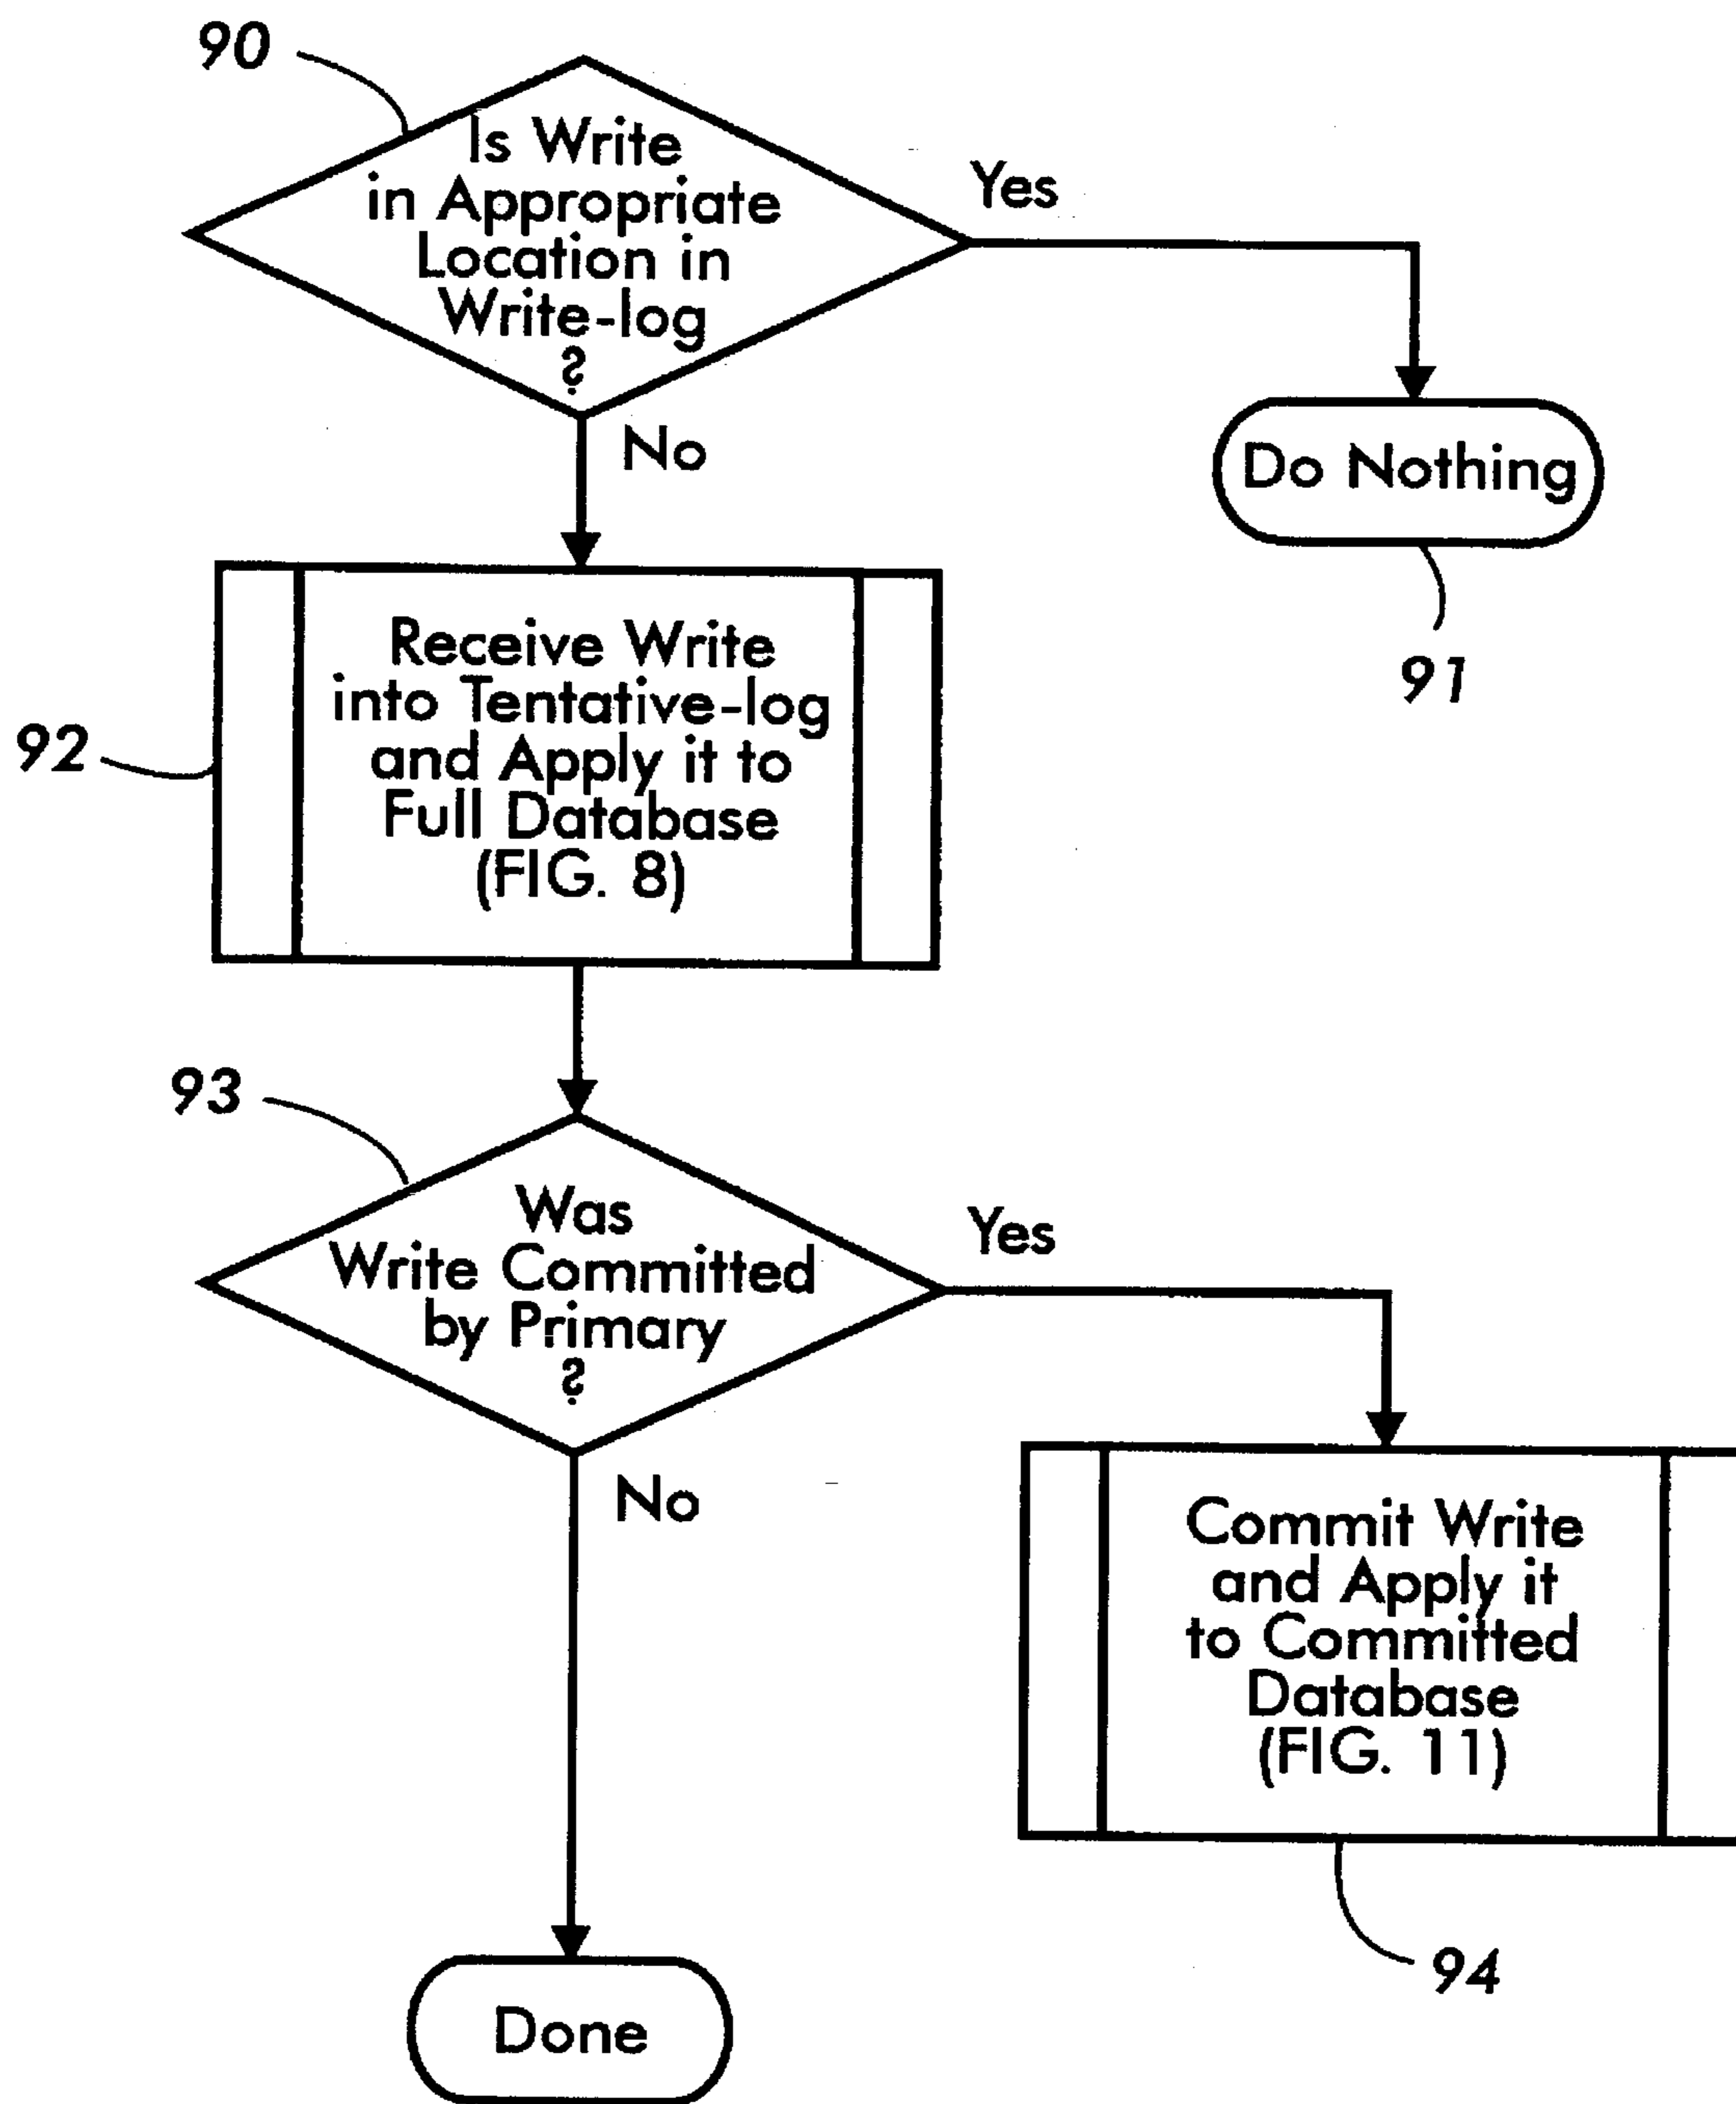 90
Is Write
in Appropriate
Location in
Write-log
?
Yes
No
Do Nothing
91
Receive Write
into Tentative-log
and Apply it to
Full Database
(FIG. 8)
92
93
Was
Write Committed
by Primary
?
Yes
No
Commit Write
and Apply it
to Committed
Database
(FIG. 11)
94
Done